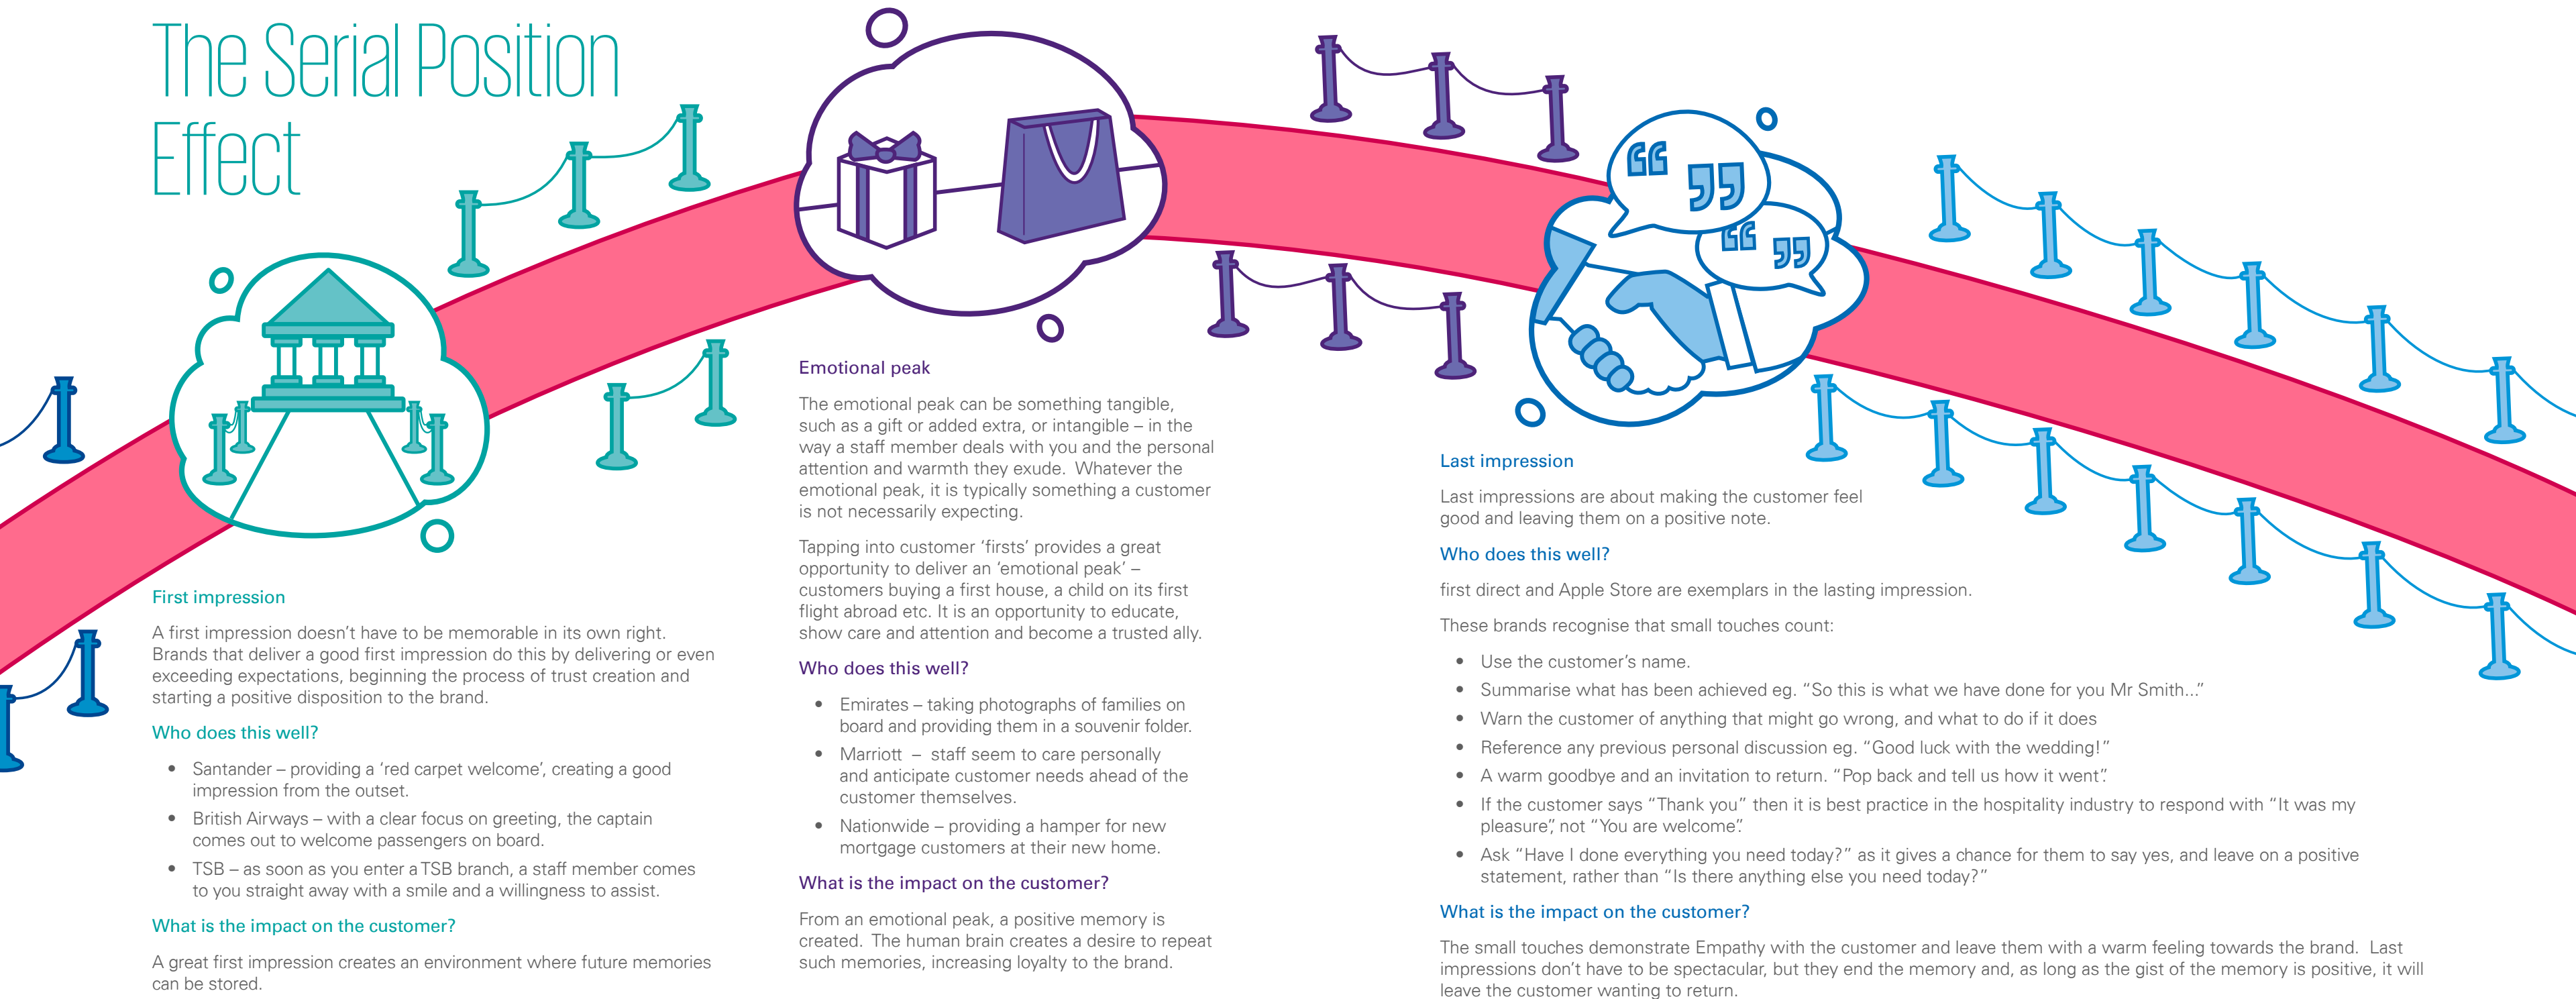 The Serial Position
Effect
First impression
A first impression doesn't have to be memorable in its own right.
Brands that deliver a good first impression do this by delivering or even
exceeding expectations, beginning the process of trust creation and
starting a positive disposition to the brand.
Who does this well?
• Santander – providing a ‘red carpet welcome’, creating a good
impression from the outset.
• British Airways – with a clear focus on greeting, the captain
comes out to welcome passengers on board.
• TSB – as soon as you enter a TSB branch, a staff member comes
to you straight away with a smile and a willingness to assist.
What is the impact on the customer?
A great first impression creates an environment where future memories
can be stored.
Emotional peak
The emotional peak can be something tangible,
such as a gift or added extra, or intangible – in the
way a staff member deals with you and the personal
attention and warmth they exude. Whatever the
emotional peak, it is typically something a customer
is not necessarily expecting.
Tapping into customer ‘firsts’ provides a great
opportunity to deliver an ‘emotional peak’ –
customers buying a first house, a child on its first
flight abroad etc. It is an opportunity to educate,
show care and attention and become a trusted ally.
Who does this well?
• Emirates – taking photographs of families on
board and providing them in a souvenir folder.
• Marriott – staff seem to care personally
and anticipate customer needs ahead of the
customer themselves.
• Nationwide – providing a hamper for new
mortgage customers at their new home.
What is the impact on the customer?
From an emotional peak, a positive memory is
created. The human brain creates a desire to repeat
such memories, increasing loyalty to the brand.
“ ”
“ ”
Last impression
Last impressions are about making the customer feel
good and leaving them on a positive note.
Who does this well?
first direct and Apple Store are exemplars in the lasting impression.
These brands recognise that small touches count:
• Use the customer’s name.
• Summarise what has been achieved eg. “So this is what we have done for you Mr Smith...”
• Warn the customer of anything that might go wrong, and what to do if it does
• Reference any previous personal discussion eg. “Good luck with the wedding!”
• A warm goodbye and an invitation to return. “Pop back and tell us how it went”.
• If the customer says “Thank you” then it is best practice in the hospitality industry to respond with “It was my
pleasure”, not “You are welcome”.
• Ask “Have I done everything you need today?” as it gives a chance for them to say yes, and leave on a positive
statement, rather than “Is there anything else you need today?”
What is the impact on the customer?
The small touches demonstrate Empathy with the customer and leave them with a warm feeling towards the brand. Last
impressions don’t have to be spectacular, but they end the memory and, as long as the gist of the memory is positive, it will
leave the customer wanting to return.